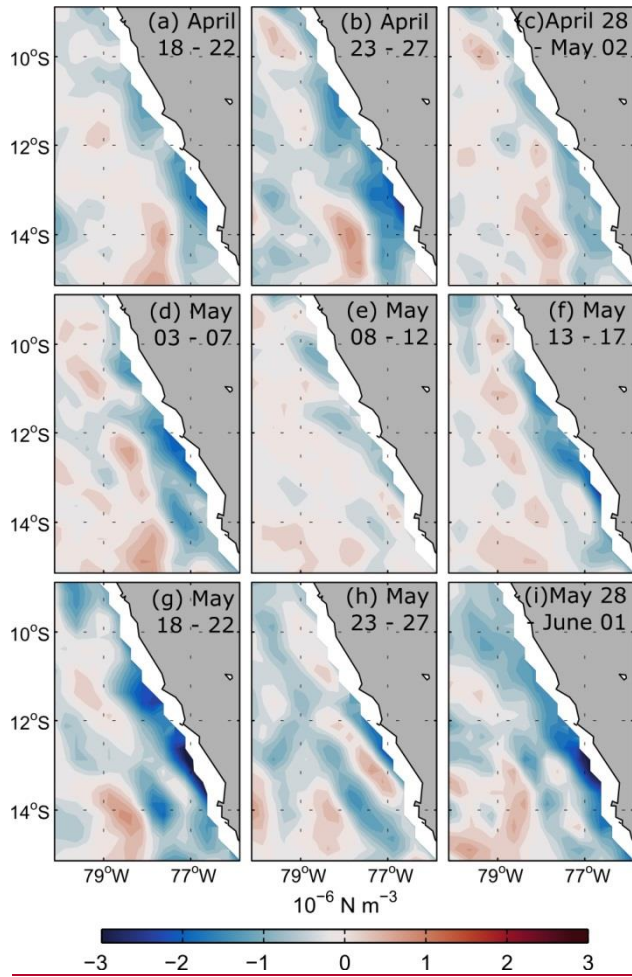 (a) April
18 - 22
(b) April
23 - 27
(c)April 28
- May 02
10°S
12°S
14°S
(d) May
03 - 07
(e) May
08 - 12
(f) May
13 - 17
10°S
12°S
14°S
(g) May
18 - 22
(h) May
23 - 27
(i)May 28
- June 01
10°S
12°S
14°S
79°W 77°W 79°W 77°W 79°W 77°W
10⁻⁶ N m⁻³
−3 −2 −1 0 1 2 3